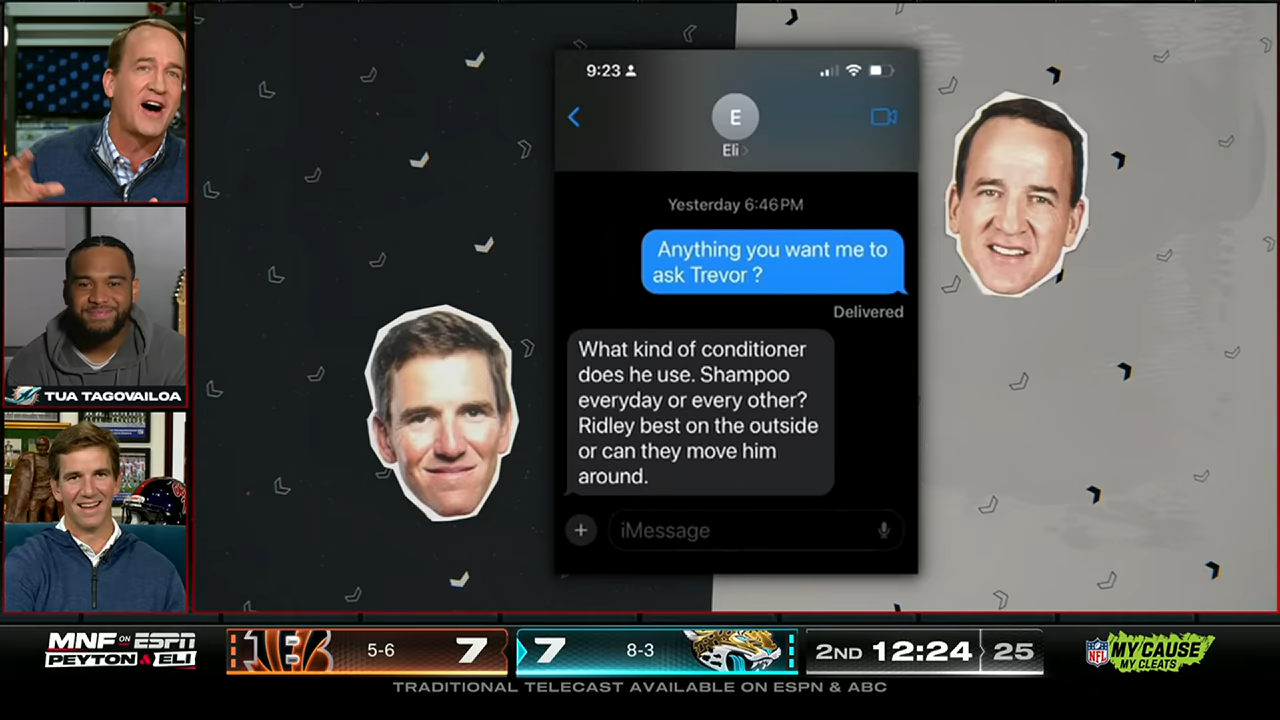 9:23
E
Eli
Yesterday 6:46 PM
Anything you want me to
ask Trevor ?
Delivered
What kind of conditioner
does he use. Shampoo
everyday or every other?
Ridley best on the outside
or can they move him
around.
iMessage
TUA TAGOVAILOA
MNF ON ESPN
PEYTON & ELI
5-6
7
7
8-3
2ND 12:24 25
NFL
MY CAUSE
MY CLEATS
TRADITIONAL TELECAST AVAILABLE ON ESPN & ABC